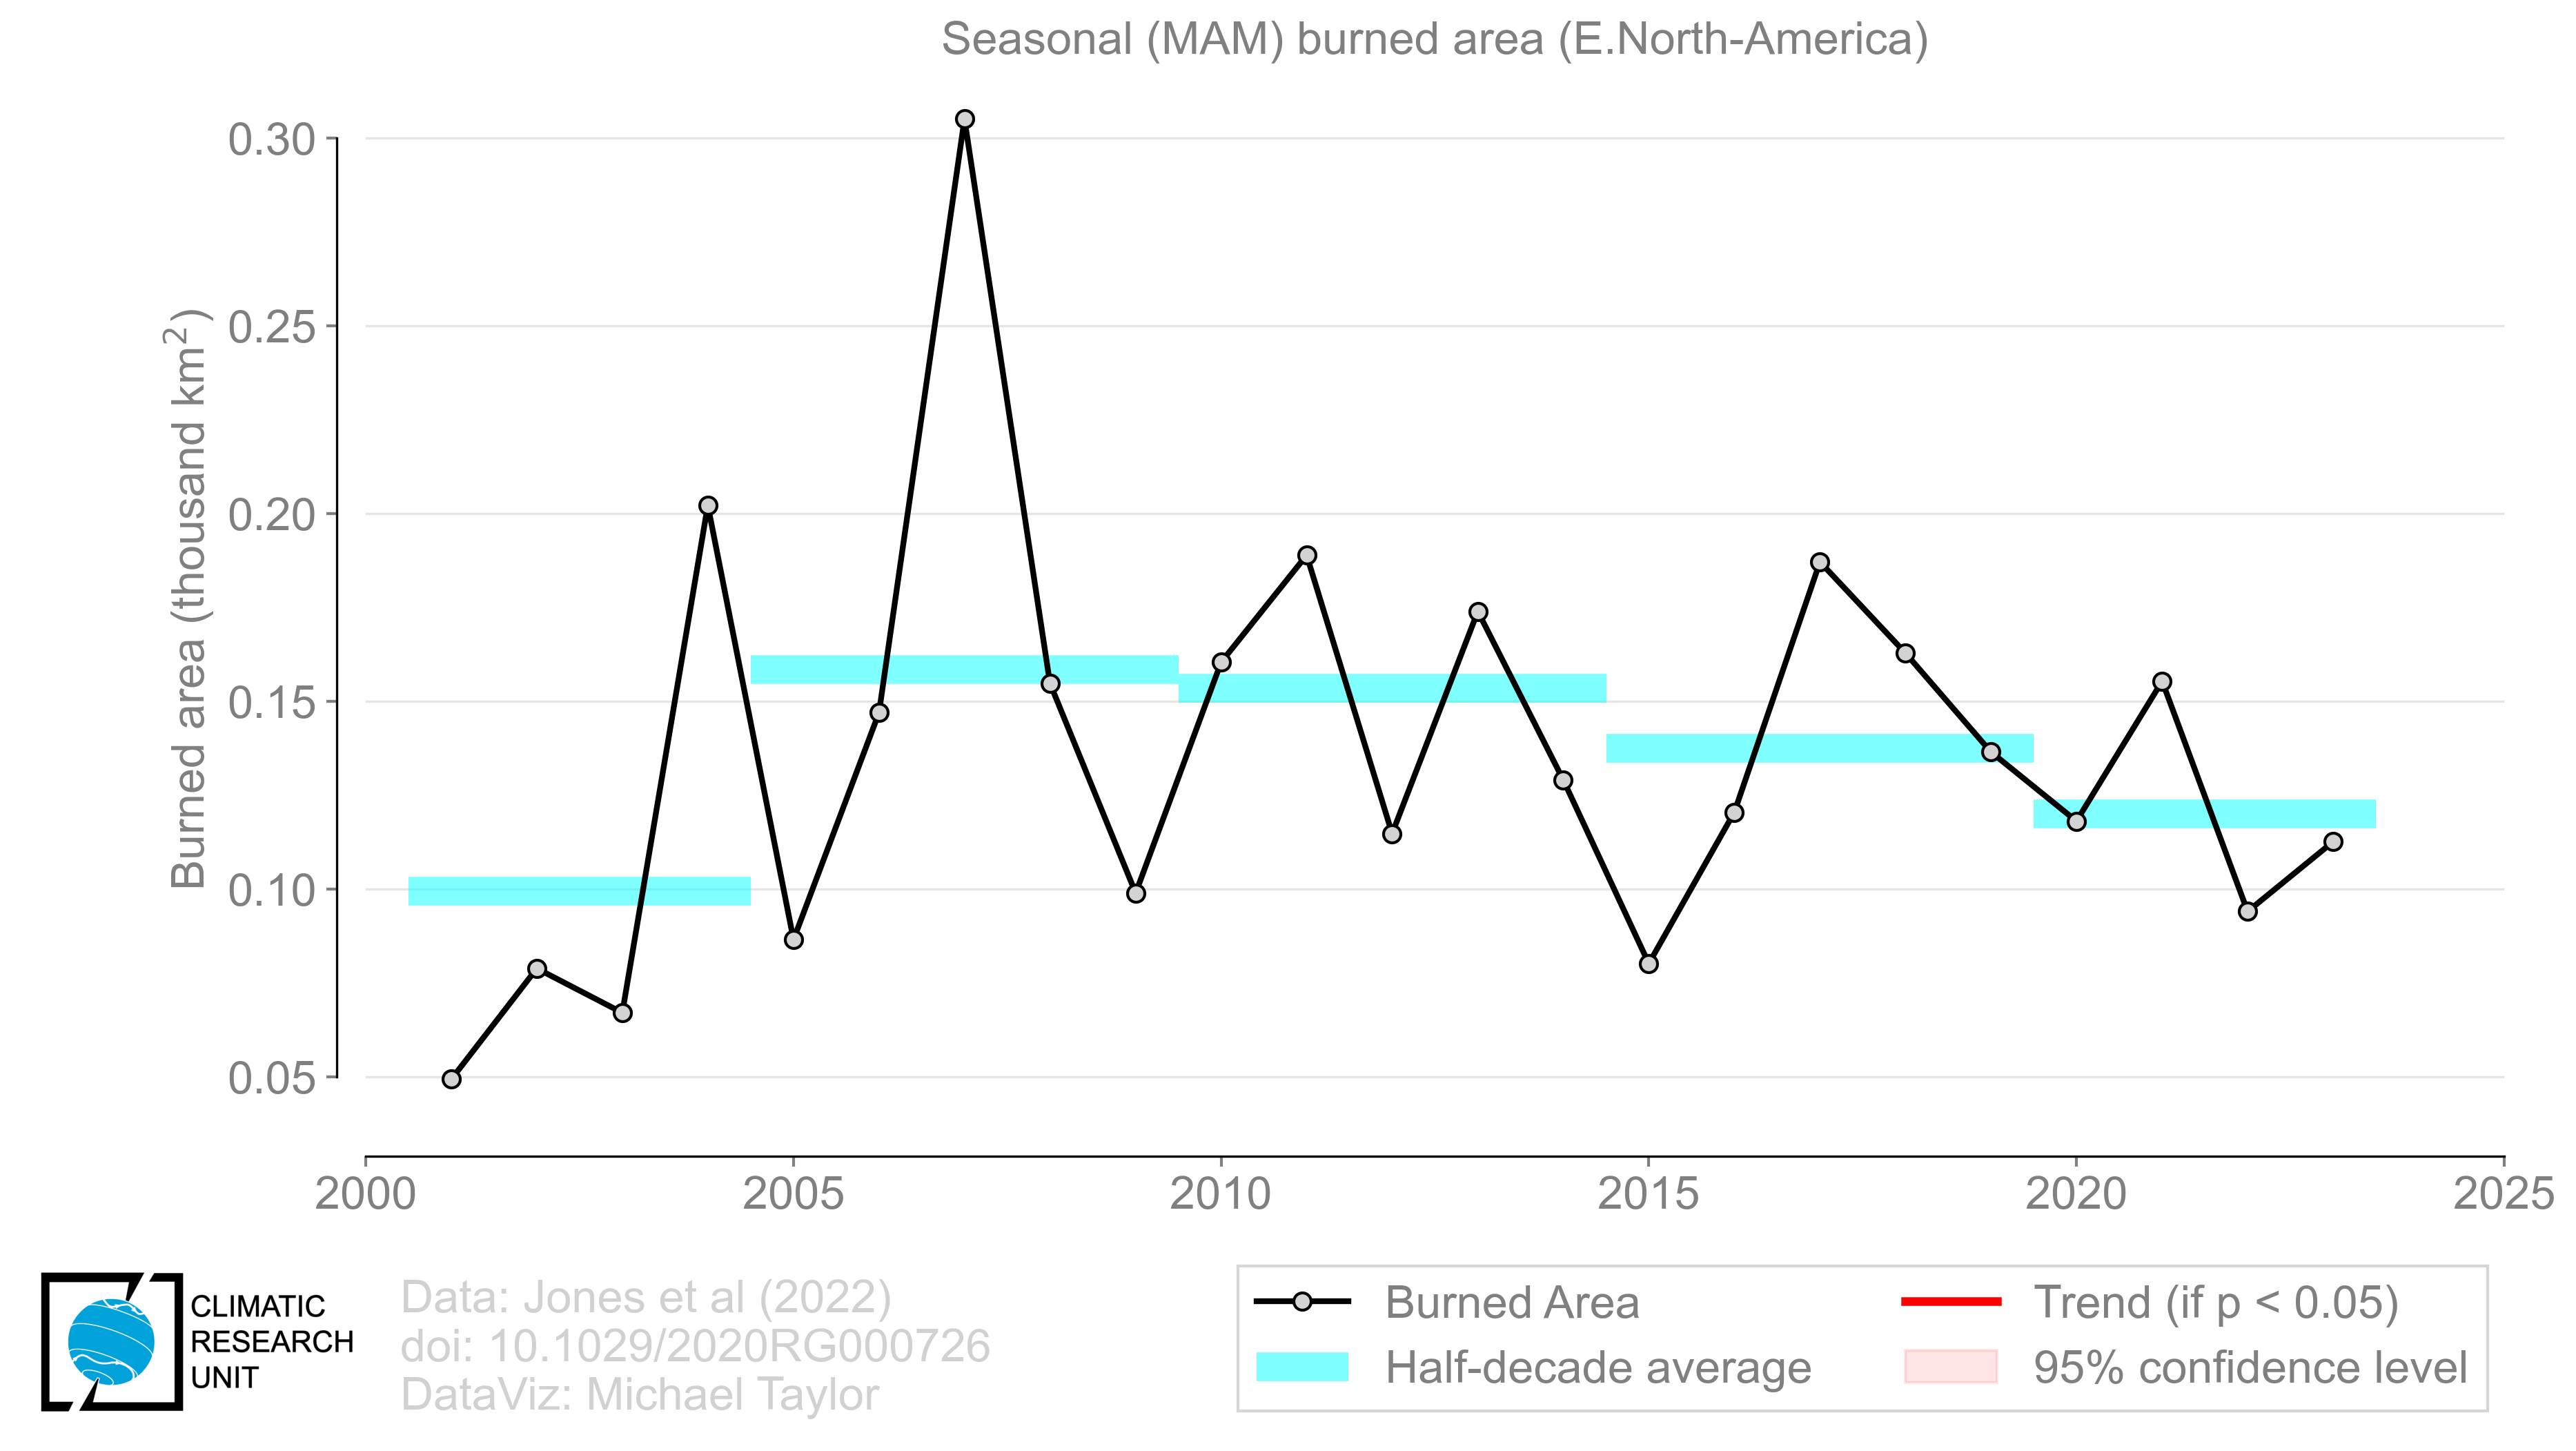 Seasonal (MAM) burned area (E.North-America)
Burned area (thousand km²)
0.30
0.25
0.20
0.15
0.10
0.05
2000 2005 2010 2015 2020 2025
CLIMATIC
RESEARCH
UNIT
Data: Jones et al (2022)
doi: 10.1029/2020RG000726
DataViz: Michael Taylor
Burned Area
Half-decade average
Trend (if p < 0.05)
95% confidence level